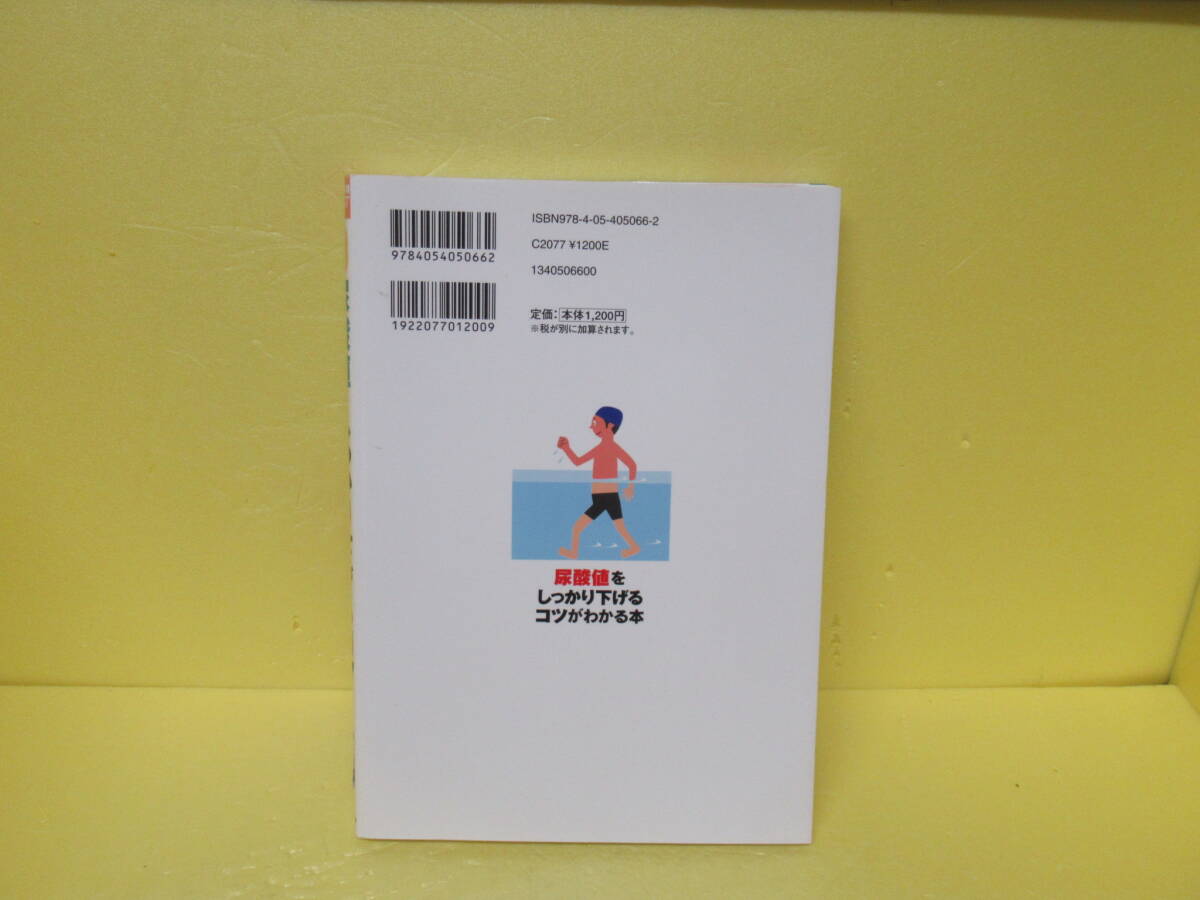 ISBN978-4-05-405066-2
9784054050662
C2077 ¥1200E
1340506600
1922077012009
定価：本体1,200円
※税が別に加算されます。
尿酸値を
しっかり下げる
コツがわかる本